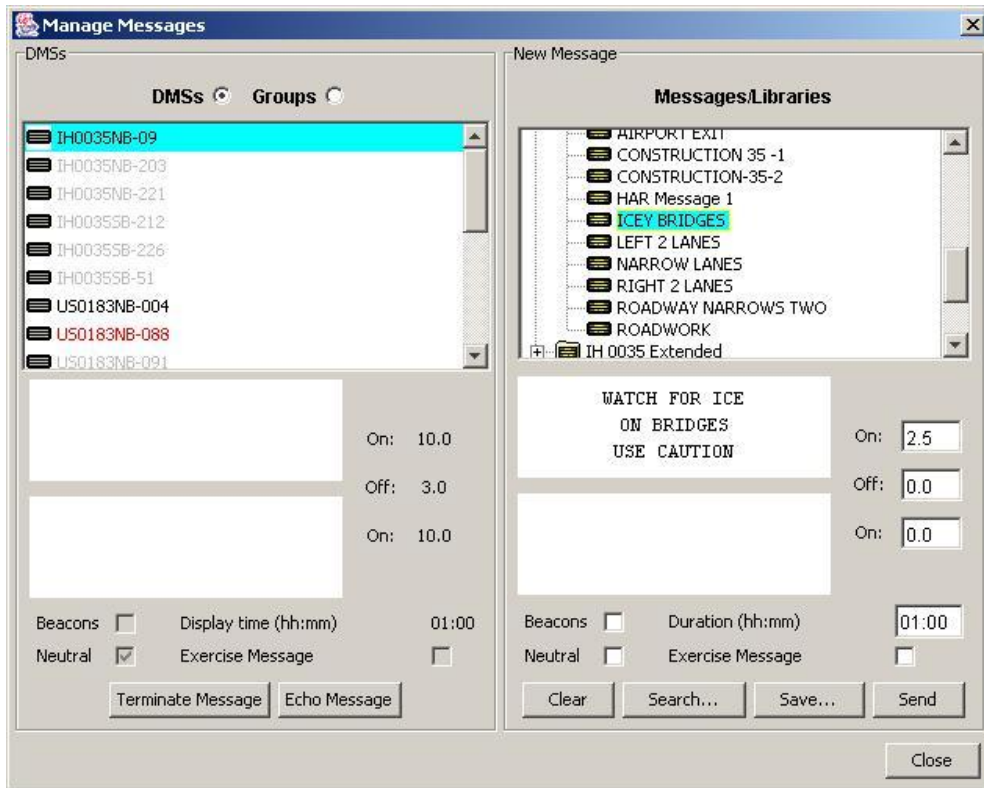 Manage Messages
DMSs
DMSs Groups
IH0035NB-09
IH0035NB-203
IH0035NB-221
IH0035SB-212
IH0035SB-226
IH0035SB-51
US0183NB-004
US0183NB-088
US0183NB-091
On: 10.0
Off: 3.0
On: 10.0
Beacons Display time (hh:mm) 01:00
Neutral Exercise Message
Terminate Message Echo Message
New Message
Messages/Libraries
AIRPORT EXIT
CONSTRUCTION 35 -1
CONSTRUCTION-35-2
HAR Message 1
ICEY BRIDGES
LEFT 2 LANES
NARROW LANES
RIGHT 2 LANES
ROADWAY NARROWS TWO
ROADWORK
IH 0035 Extended
WATCH FOR ICE
ON BRIDGES
USE CAUTION
On: 2.5
Off: 0.0
On: 0.0
Beacons Duration (hh:mm) 01:00
Neutral Exercise Message
Clear Search... Save... Send
Close